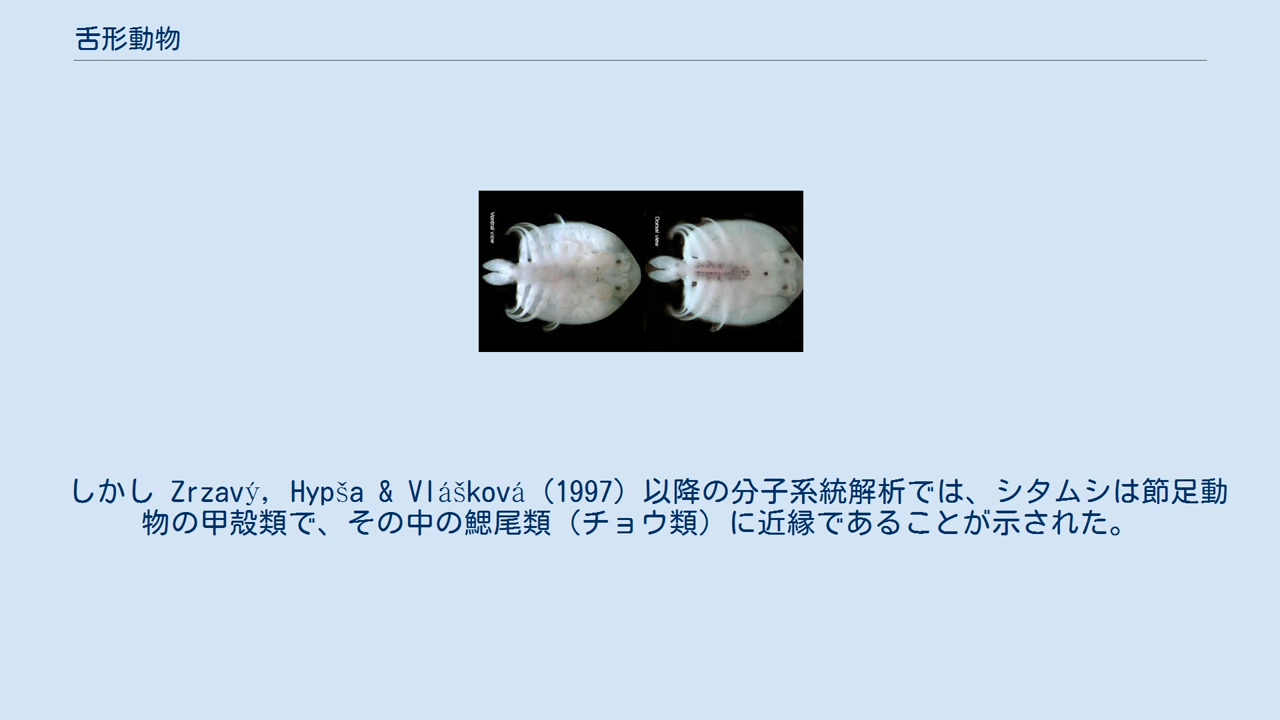 舌形動物
Ventral view
Dorsal view
しかし Zrzavý, Hypša & Vlášková（1997）以降の分子系統解析では、シタムシは節足動
物の甲殻類で、その中の鰓尾類（チョウ類）に近縁であることが示された。